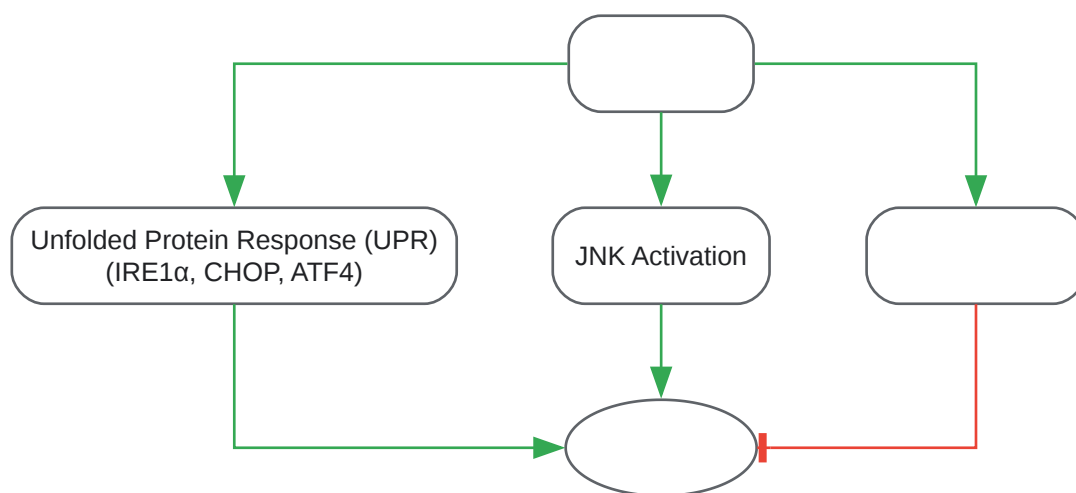 Unfolded Protein Response (UPR)
(IRE1α, CHOP, ATF4)
JNK Activation